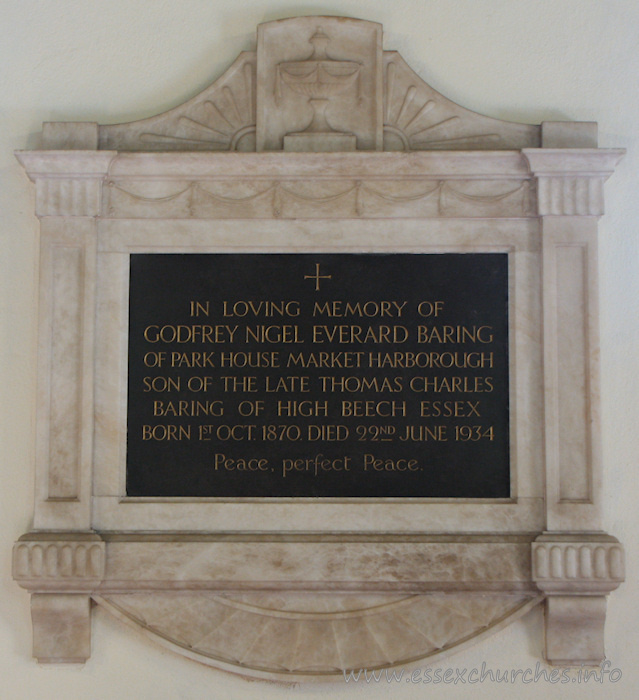 IN LOVING MEMORY OF
GODFREY NIGEL EVERARD BARING
OF PARK HOUSE MARKET HARBOROUGH
SON OF THE LATE THOMAS CHARLES
BARING OF HIGH BEECH ESSEX
BORN 1ST OCT. 1870. DIED 22ND JUNE 1934
Peace, perfect Peace.
www.essexchurches.info